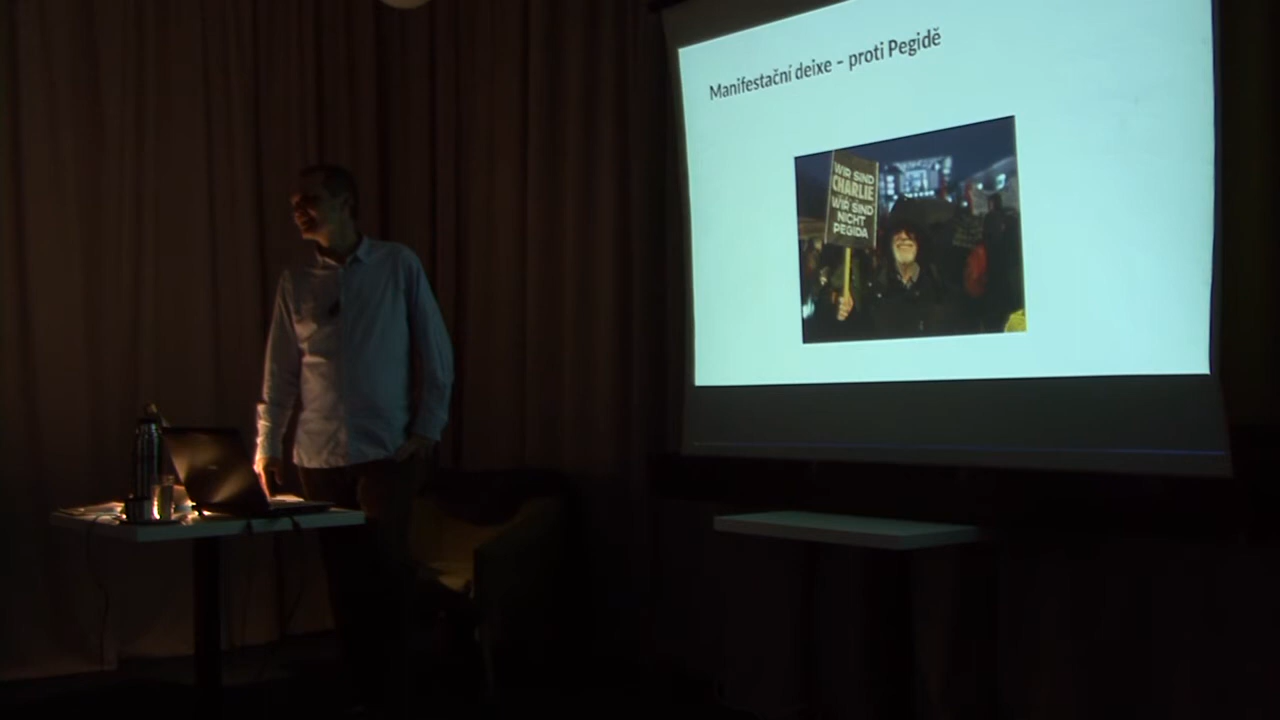 Manifestační deixe – proti Pegidě
WIR SIND
CHARLIE
WIR SIND
NICHT
PEGIDA